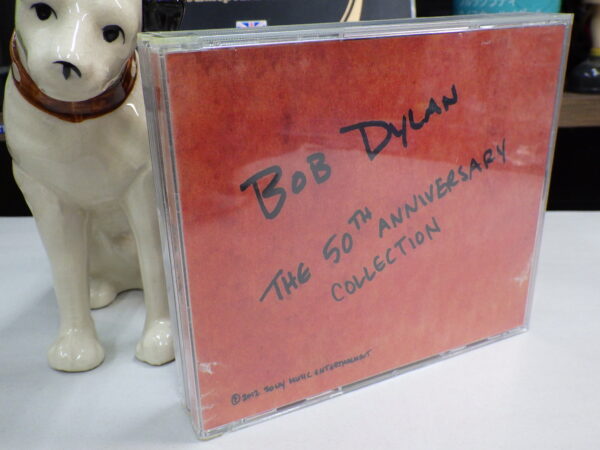 BOB DYLAN
THE 50TH ANNIVERSARY
COLLECTION
℗ 2012 SONY MUSIC ENTERTAINMENT